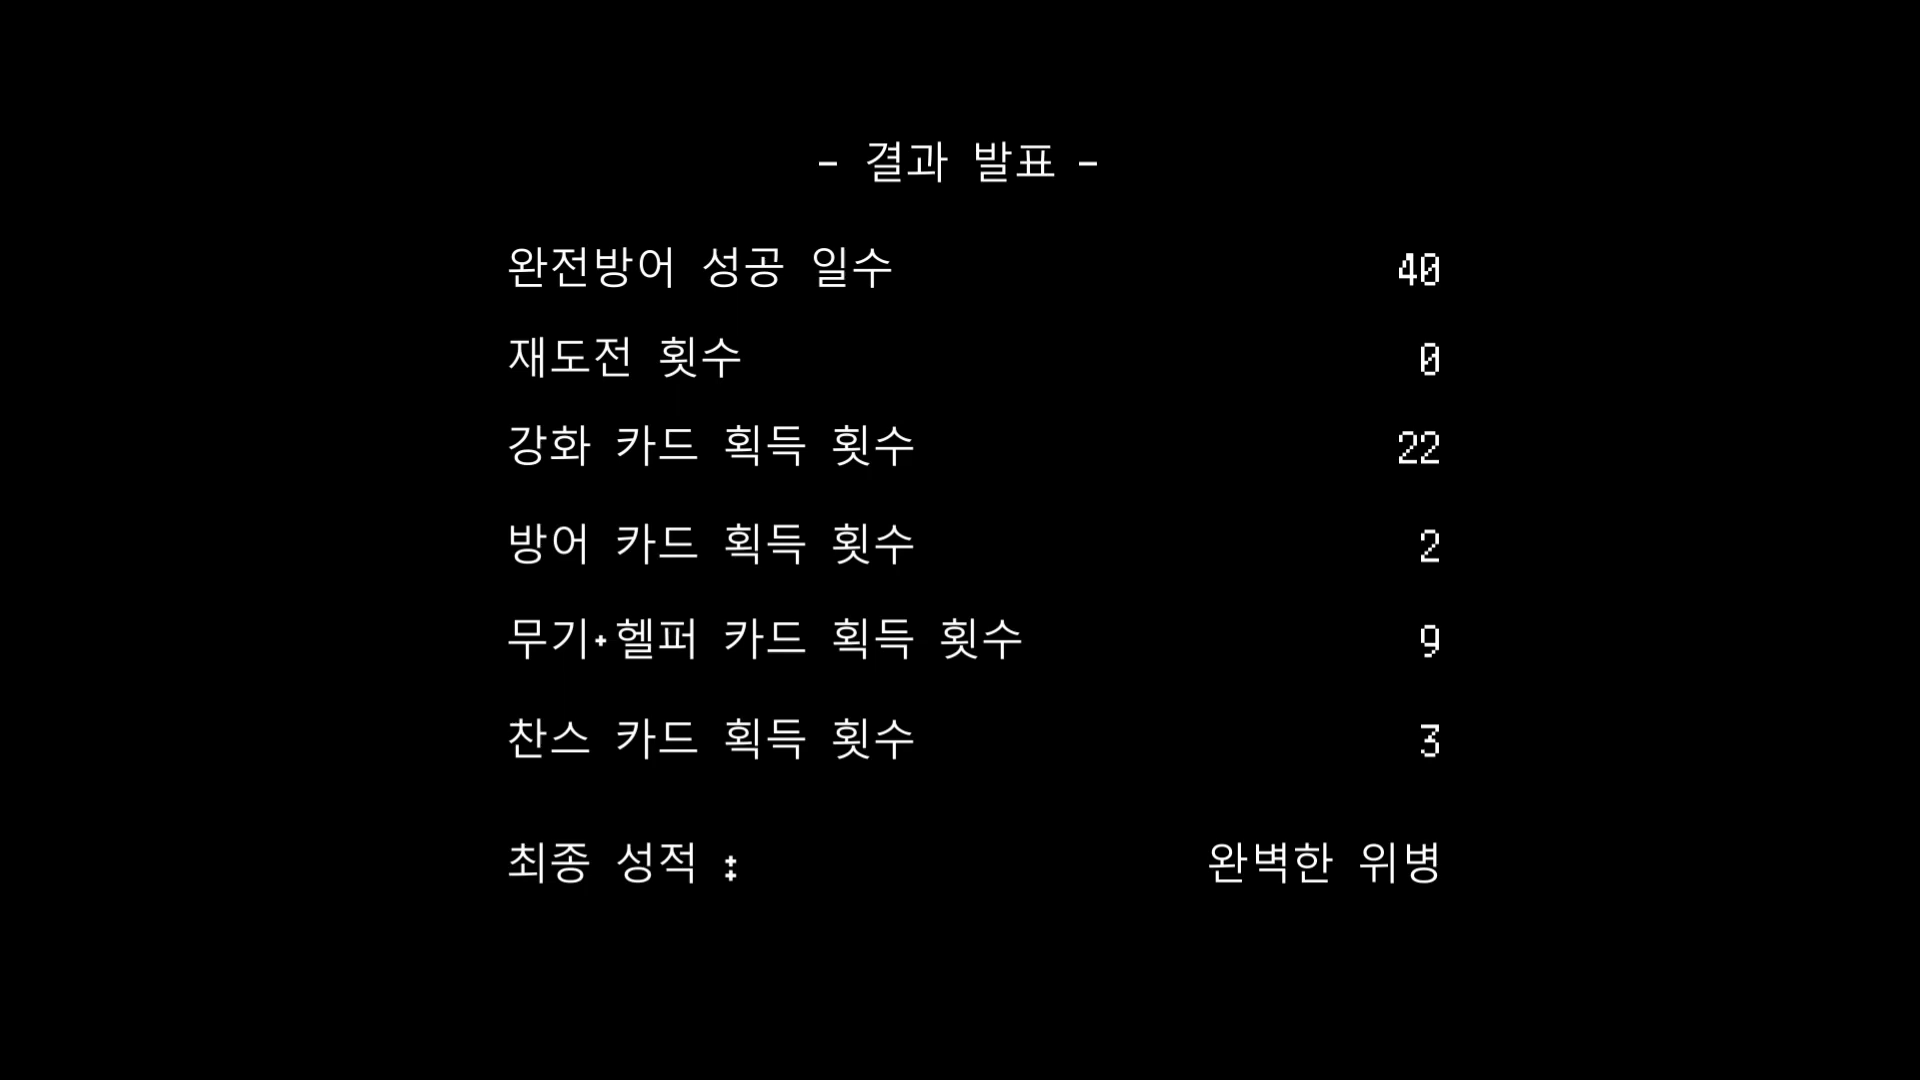 - 결과 발표 -
완전방어 성공 일수 40
재도전 횟수 0
강화 카드 획득 횟수 22
방어 카드 획득 횟수 2
무기·헬퍼 카드 획득 횟수 9
찬스 카드 획득 횟수 3
최종 성적 : 완벽한 위병